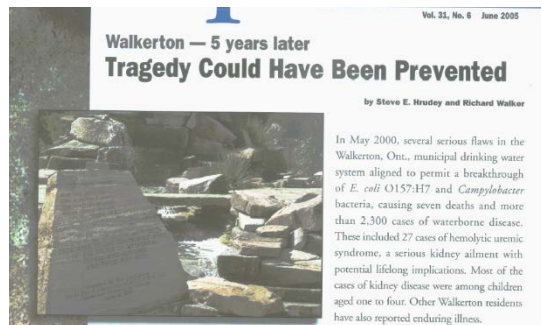 Vol. 31, No. 6 June 2005
Walkerton — 5 years later
Tragedy Could Have Been Prevented
by Steve E. Hrudey and Richard Walker
In May 2000, several serious flaws in the
Walkerton, Ont., municipal drinking water
system aligned to permit a breakthrough
of E. coli O157:H7 and Campylobacter
bacteria, causing seven deaths and more
than 2,300 cases of waterborne disease.
These included 27 cases of hemolytic uremic
syndrome, a serious kidney ailment with
potential lifelong implications. Most of the
cases of kidney disease were among children
aged one to four. Other Walkerton residents
have also reported enduring illness.